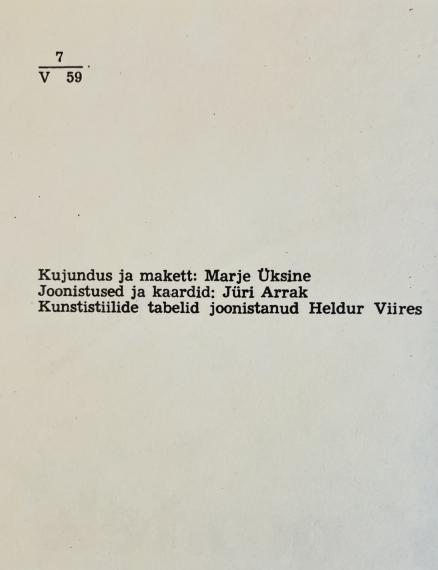 7
V 59
Kujundus ja makett: Marje Üksine
Joonistused ja kaardid: Jüri Arrak
Kunstistiilide tabelid joonistanud Heldur Viires